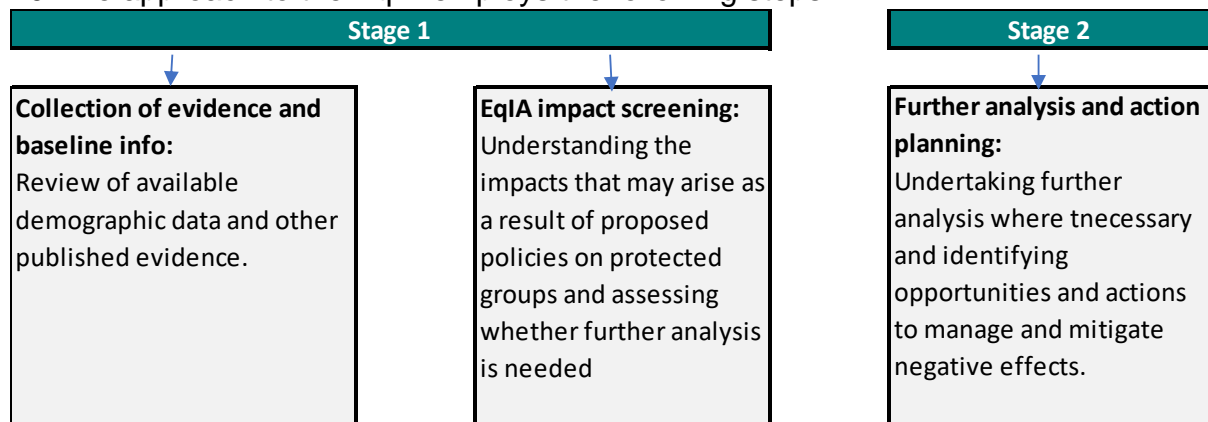 Stage 1
Collection of evidence and
baseline info:
Review of available
demographic data and other
published evidence.
EqIA impact screening:
Understanding the
impacts that may arise as
a result of proposed
policies on protected
groups and assessing
whether further analysis
is needed
Stage 2
Further analysis and action
planning:
Undertaking further
analysis where tnecessary
and identifying
opportunities and actions
to manage and mitigate
negative effects.